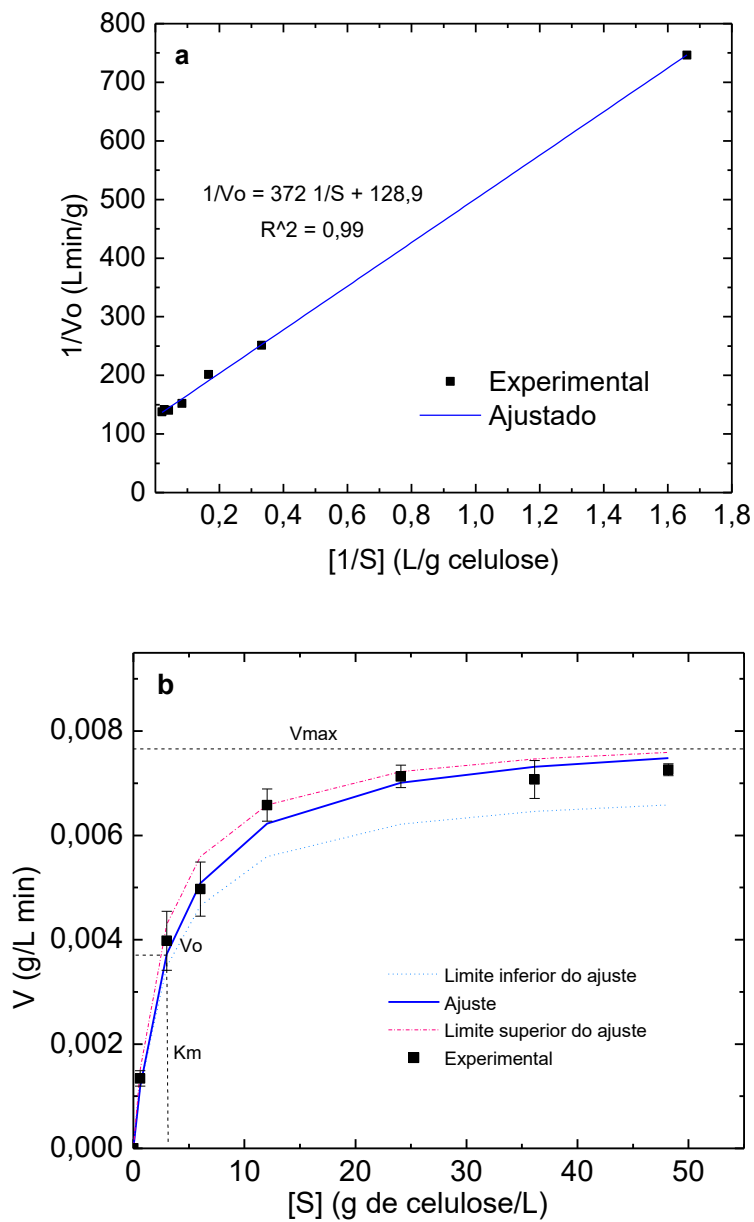 a
800
700
600
500
400
300
200
100
0
1/Vo (Lmin/g)
1/Vo = 372 1/S + 128,9
R^2 = 0,99
Experimental
Ajustado
0,2 0,4 0,6 0,8 1,0 1,2 1,4 1,6 1,8
[1/S] (L/g celulose)
b
Vmax
0,008
0,006
0,004
0,002
0,000
V (g/L min)
Vo
Km
Limite inferior do ajuste
Ajuste
Limite superior do ajuste
Experimental
0 10 20 30 40 50
[S] (g de celulose/L)